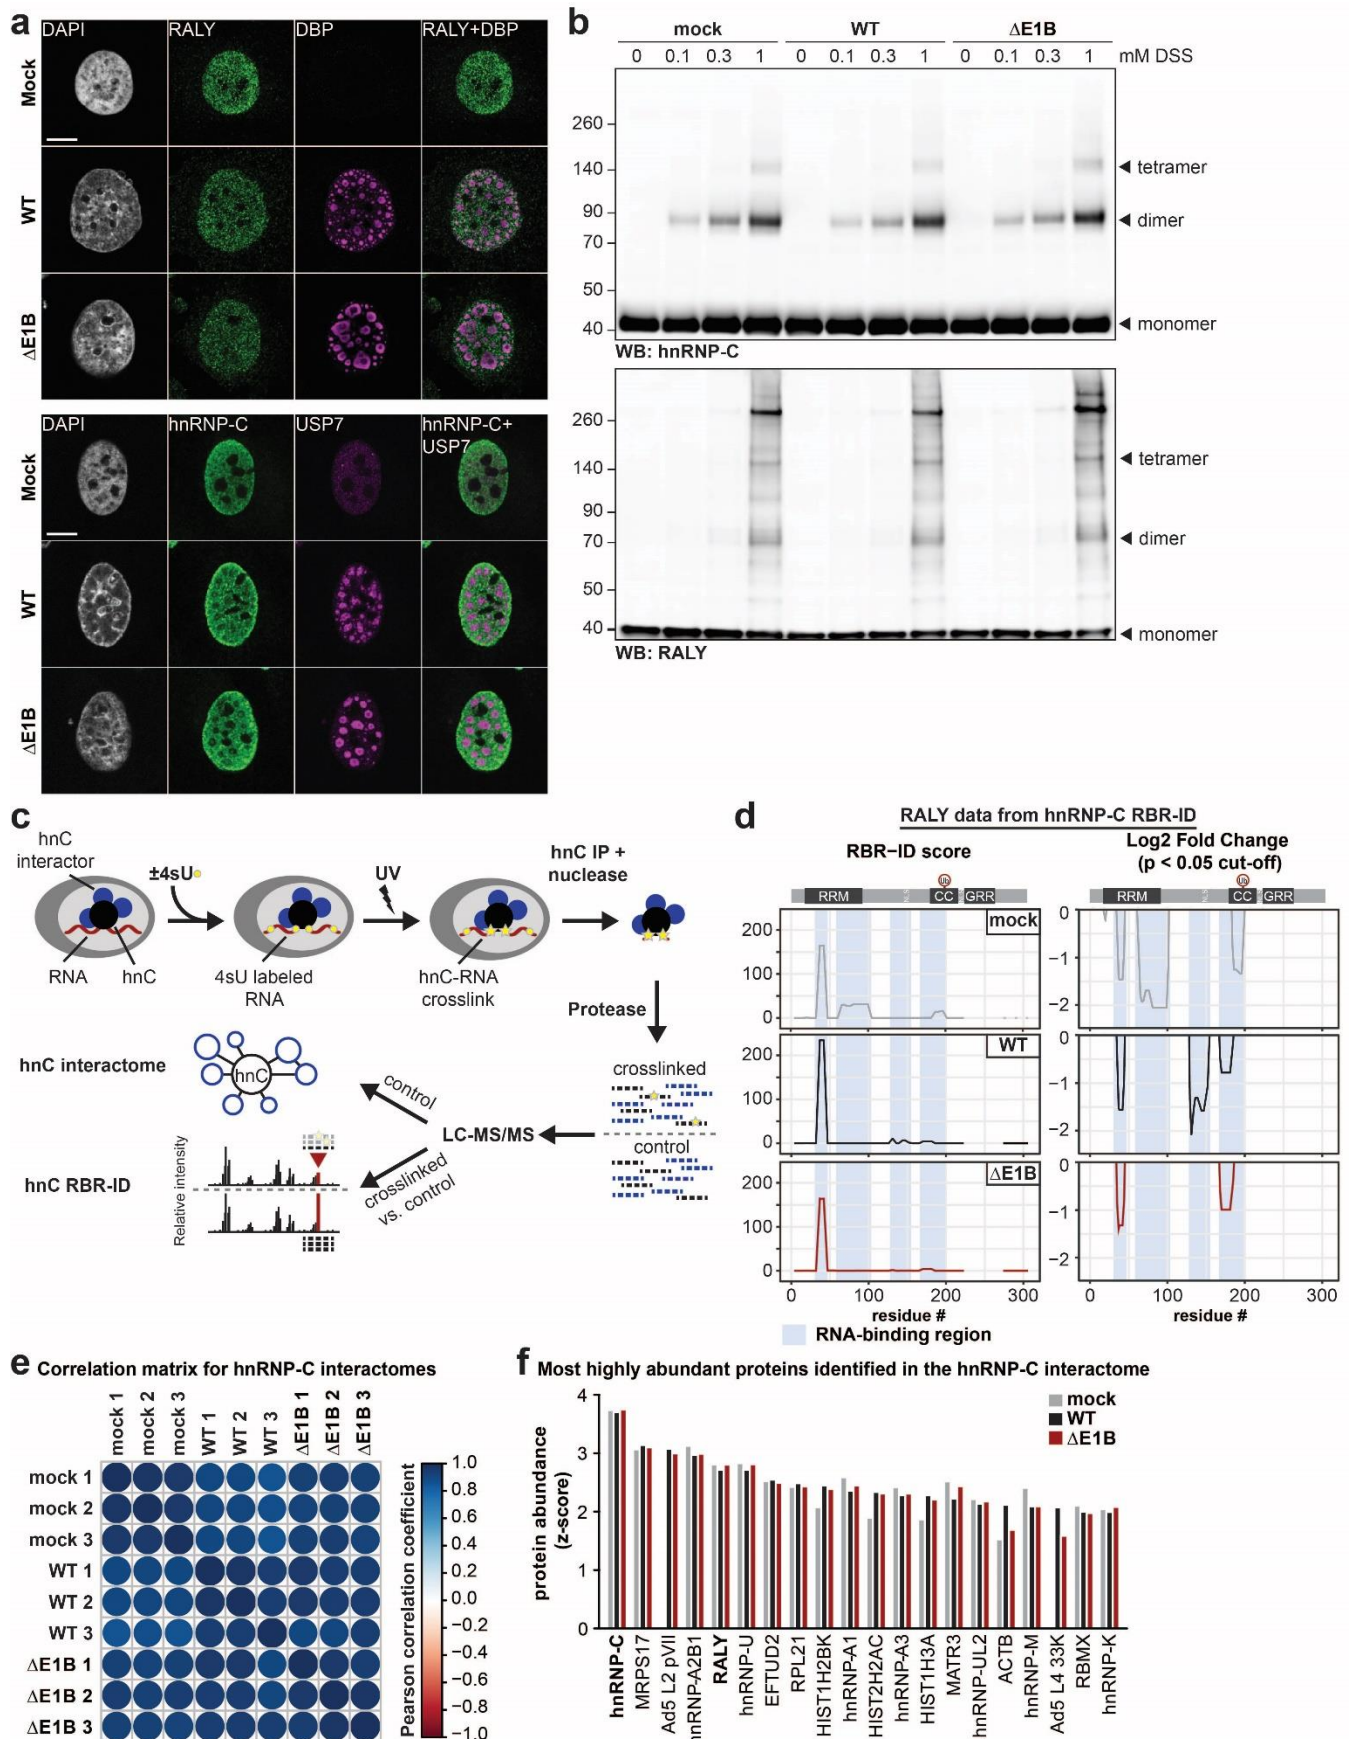 a
DAPI RALY DBP RALY+DBP
Mock
WT
ΔE1B
DAPI hnRNP-C USP7 hnRNP-C+
USP7
Mock
WT
ΔE1B
b
mock WT ΔE1B
0 0.1 0.3 1 0 0.1 0.3 1 0 0.1 0.3 1 mM DSS
260
140 tetramer
90 dimer
70
50
40 monomer
WB: hnRNP-C
260
140 tetramer
90
70 dimer
50
40 monomer
WB: RALY
c
hnC
interactor
±4sU
UV
hnC IP +
nuclease
RNA hnC
4sU labeled
RNA
hnC-RNA
crosslink
Protease
crosslinked
control
LC-MS/MS
control
hnC interactome
hnC
crosslinked
vs. control
hnC RBR-ID
Relative intensity
d
RALY data from hnRNP-C RBR-ID
RBR-ID score
Log2 Fold Change
(p < 0.05 cut-off)
Ub
RRM NLS CC GRR
Ub
RRM NLS CC GRR
200
100
0
mock
0
−1
−2
200
100
0
WT
0
−1
−2
200
100
0
ΔE1B
0
−1
−2
0 100 200 300
residue #
0 100 200 300
residue #
RNA-binding region
e Correlation matrix for hnRNP-C interactomes
mock 1 mock 2 mock 3 WT 1 WT 2 WT 3 ΔE1B 1 ΔE1B 2 ΔE1B 3
mock 1
mock 2
mock 3
WT 1
WT 2
WT 3
ΔE1B 1
ΔE1B 2
ΔE1B 3
Pearson correlation coefficient
1.0
0.8
0.6
0.4
0.2
0.0
−0.2
−0.4
−0.6
−0.8
−1.0
f Most highly abundant proteins identified in the hnRNP-C interactome
mock
WT
ΔE1B
protein abundance
(z-score)
4
3
2
1
0
hnRNP-C
MRPS17
Ad5 L2 pVII
hnRNP-A2B1
RALY
hnRNP-U
EFTUD2
RPL21
HIST1H2BK
hnRNP-A1
HIST2H2AC
hnRNP-A3
HIST1H3A
MATR3
hnRNP-UL2
ACTB
hnRNP-M
Ad5 L4 33K
RBMX
hnRNP-K